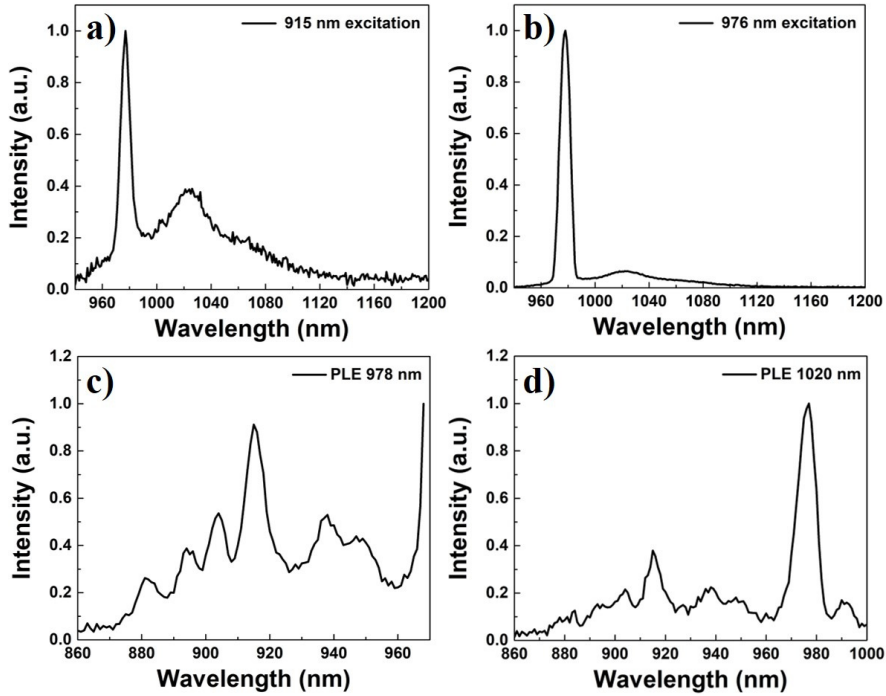 a)
915 nm excitation
1.0
0.8
0.6
0.4
0.2
0.0
Intensity (a.u.)
960 1000 1040 1080 1120 1160 1200
Wavelength (nm)
b)
976 nm excitation
1.0
0.8
0.6
0.4
0.2
0.0
Intensity (a.u.)
960 1000 1040 1080 1120 1160 1200
Wavelength (nm)
c)
PLE 978 nm
1.2
1.0
0.8
0.6
0.4
0.2
0.0
Intensity (a.u.)
860 880 900 920 940 960
Wavelength (nm)
d)
PLE 1020 nm
1.2
1.0
0.8
0.6
0.4
0.2
0.0
Intensity (a.u.)
860 880 900 920 940 960 980 1000
Wavelength (nm)